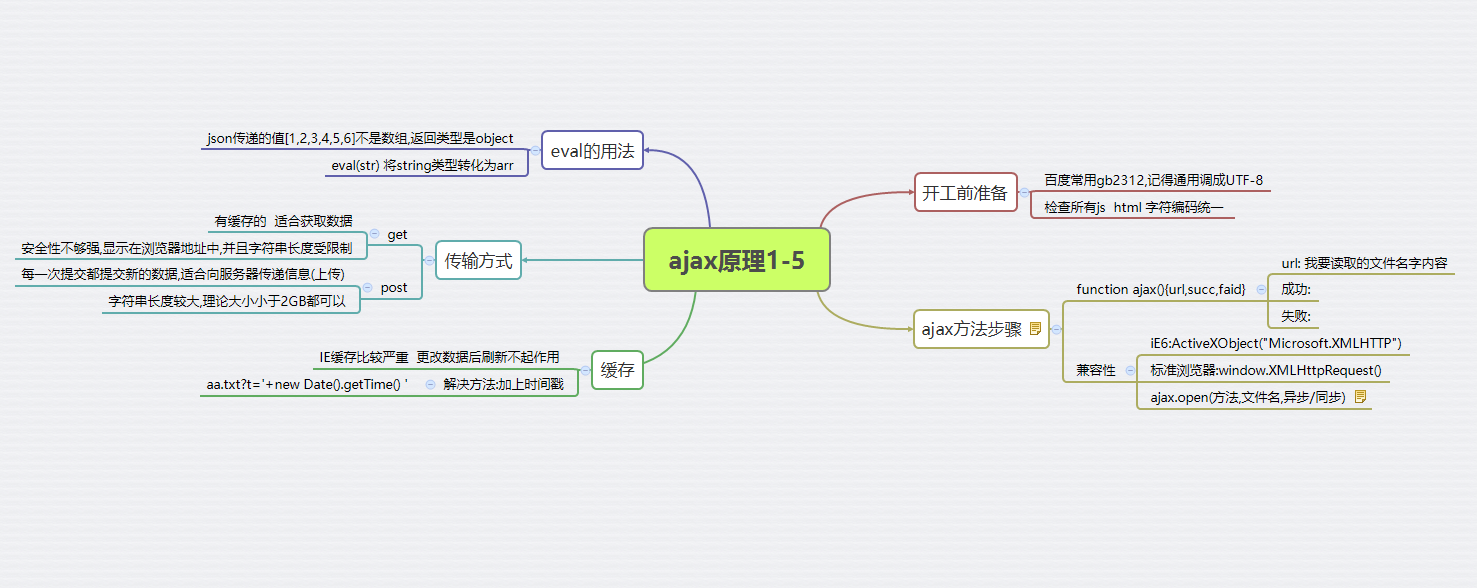 ajax原理1-5
开工前准备
百度常用gb2312,记得通用调成UTF-8
检查所有js  html 字符编码统一
ajax方法步骤
function ajax(){url,succ,faid}
url: 我要读取的文件名字内容
成功:
失败:
兼容性
iE6:ActiveXObject("Microsoft.XMLHTTP")
标准浏览器:window.XMLHttpRequest()
ajax.open(方法,文件名,异步/同步)
eval的用法
json传递的值[1,2,3,4,5,6]不是数组,返回类型是object
eval(str) 将string类型转化为arr
传输方式
get
有缓存的  适合获取数据
安全性不够强,显示在浏览器地址中,并且字符串长度受限制
post
每一次提交都提交新的数据,适合向服务器传递信息(上传)
字符串长度较大,理论大小小于2GB都可以
缓存
IE缓存比较严重  更改数据后刷新不起作用
解决方法:加上时间戳
aa.txt?t='+new Date().getTime() '